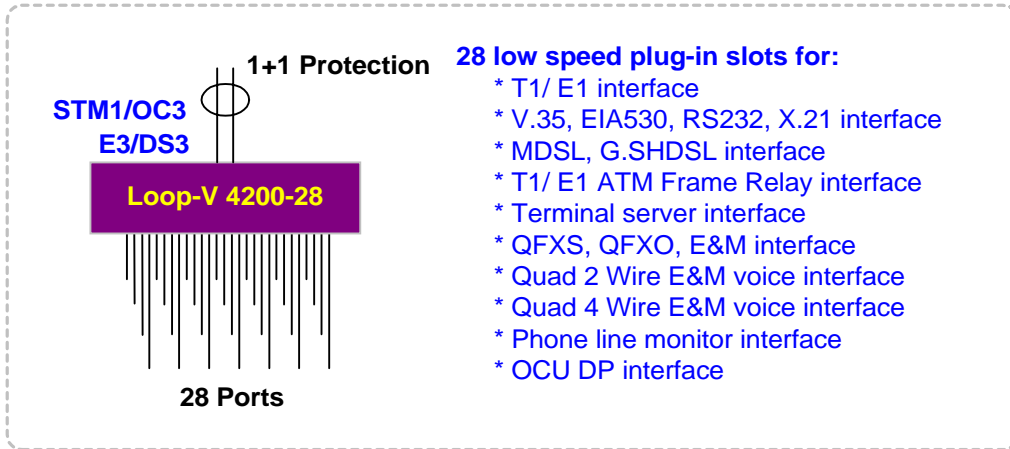 1+1 Protection
STM1/OC3
E3/DS3
Loop-V 4200-28
28 Ports
28 low speed plug-in slots for:
* T1/ E1 interface
* V.35, EIA530, RS232, X.21 interface
* MDSL, G.SHDSL interface
* T1/ E1 ATM Frame Relay interface
* Terminal server interface
* QFXS, QFXO, E&M interface
* Quad 2 Wire E&M voice interface
* Quad 4 Wire E&M voice interface
* Phone line monitor interface
* OCU DP interface